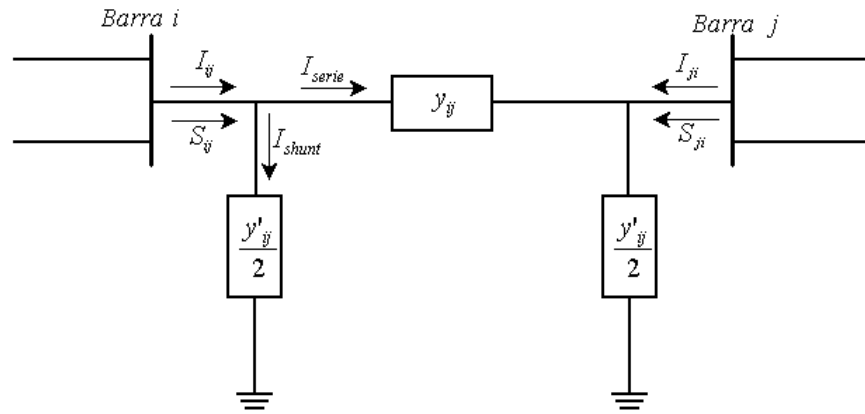 Barra i
Barra j
I_ij
I_serie
I_ji
y_ij
S_ij
I_shunt
S_ji
y'_ij
2
y'_ij
2